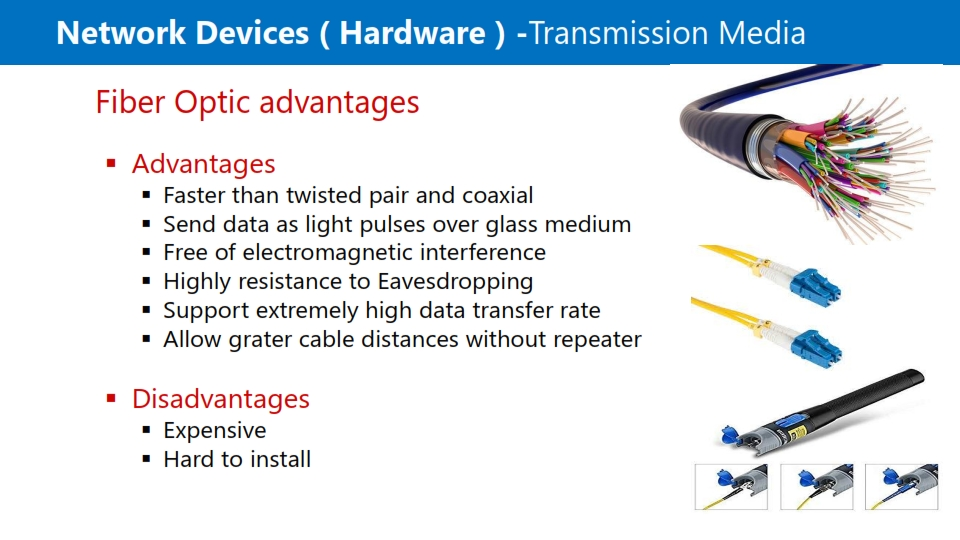 Network Devices ( Hardware ) -Transmission Media
Fiber Optic advantages
▪ Advantages
▪ Faster than twisted pair and coaxial
▪ Send data as light pulses over glass medium
▪ Free of electromagnetic interference
▪ Highly resistance to Eavesdropping
▪ Support extremely high data transfer rate
▪ Allow grater cable distances without repeater
▪ Disadvantages
▪ Expensive
▪ Hard to install